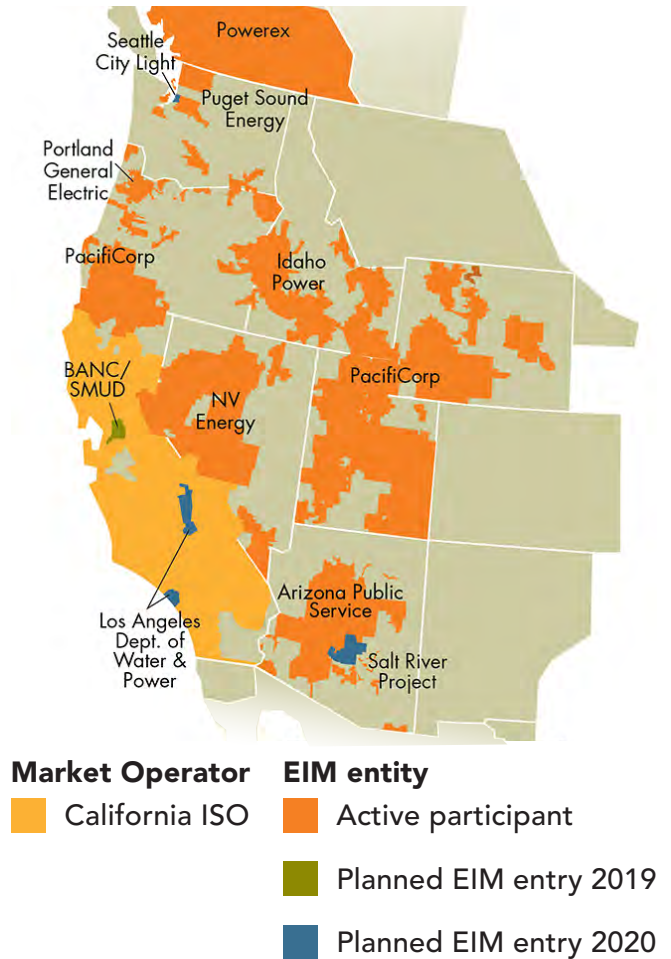 Powerex
Seattle
City Light
Puget Sound
Energy
Portland
General
Electric
PacifiCorp
Idaho
Power
BANC/
SMUD
PacifiCorp
NV
Energy
Arizona Public
Service
Los Angeles
Dept. of
Water &
Power
Salt River
Project
Market Operator
California ISO
EIM entity
Active participant
Planned EIM entry 2019
Planned EIM entry 2020